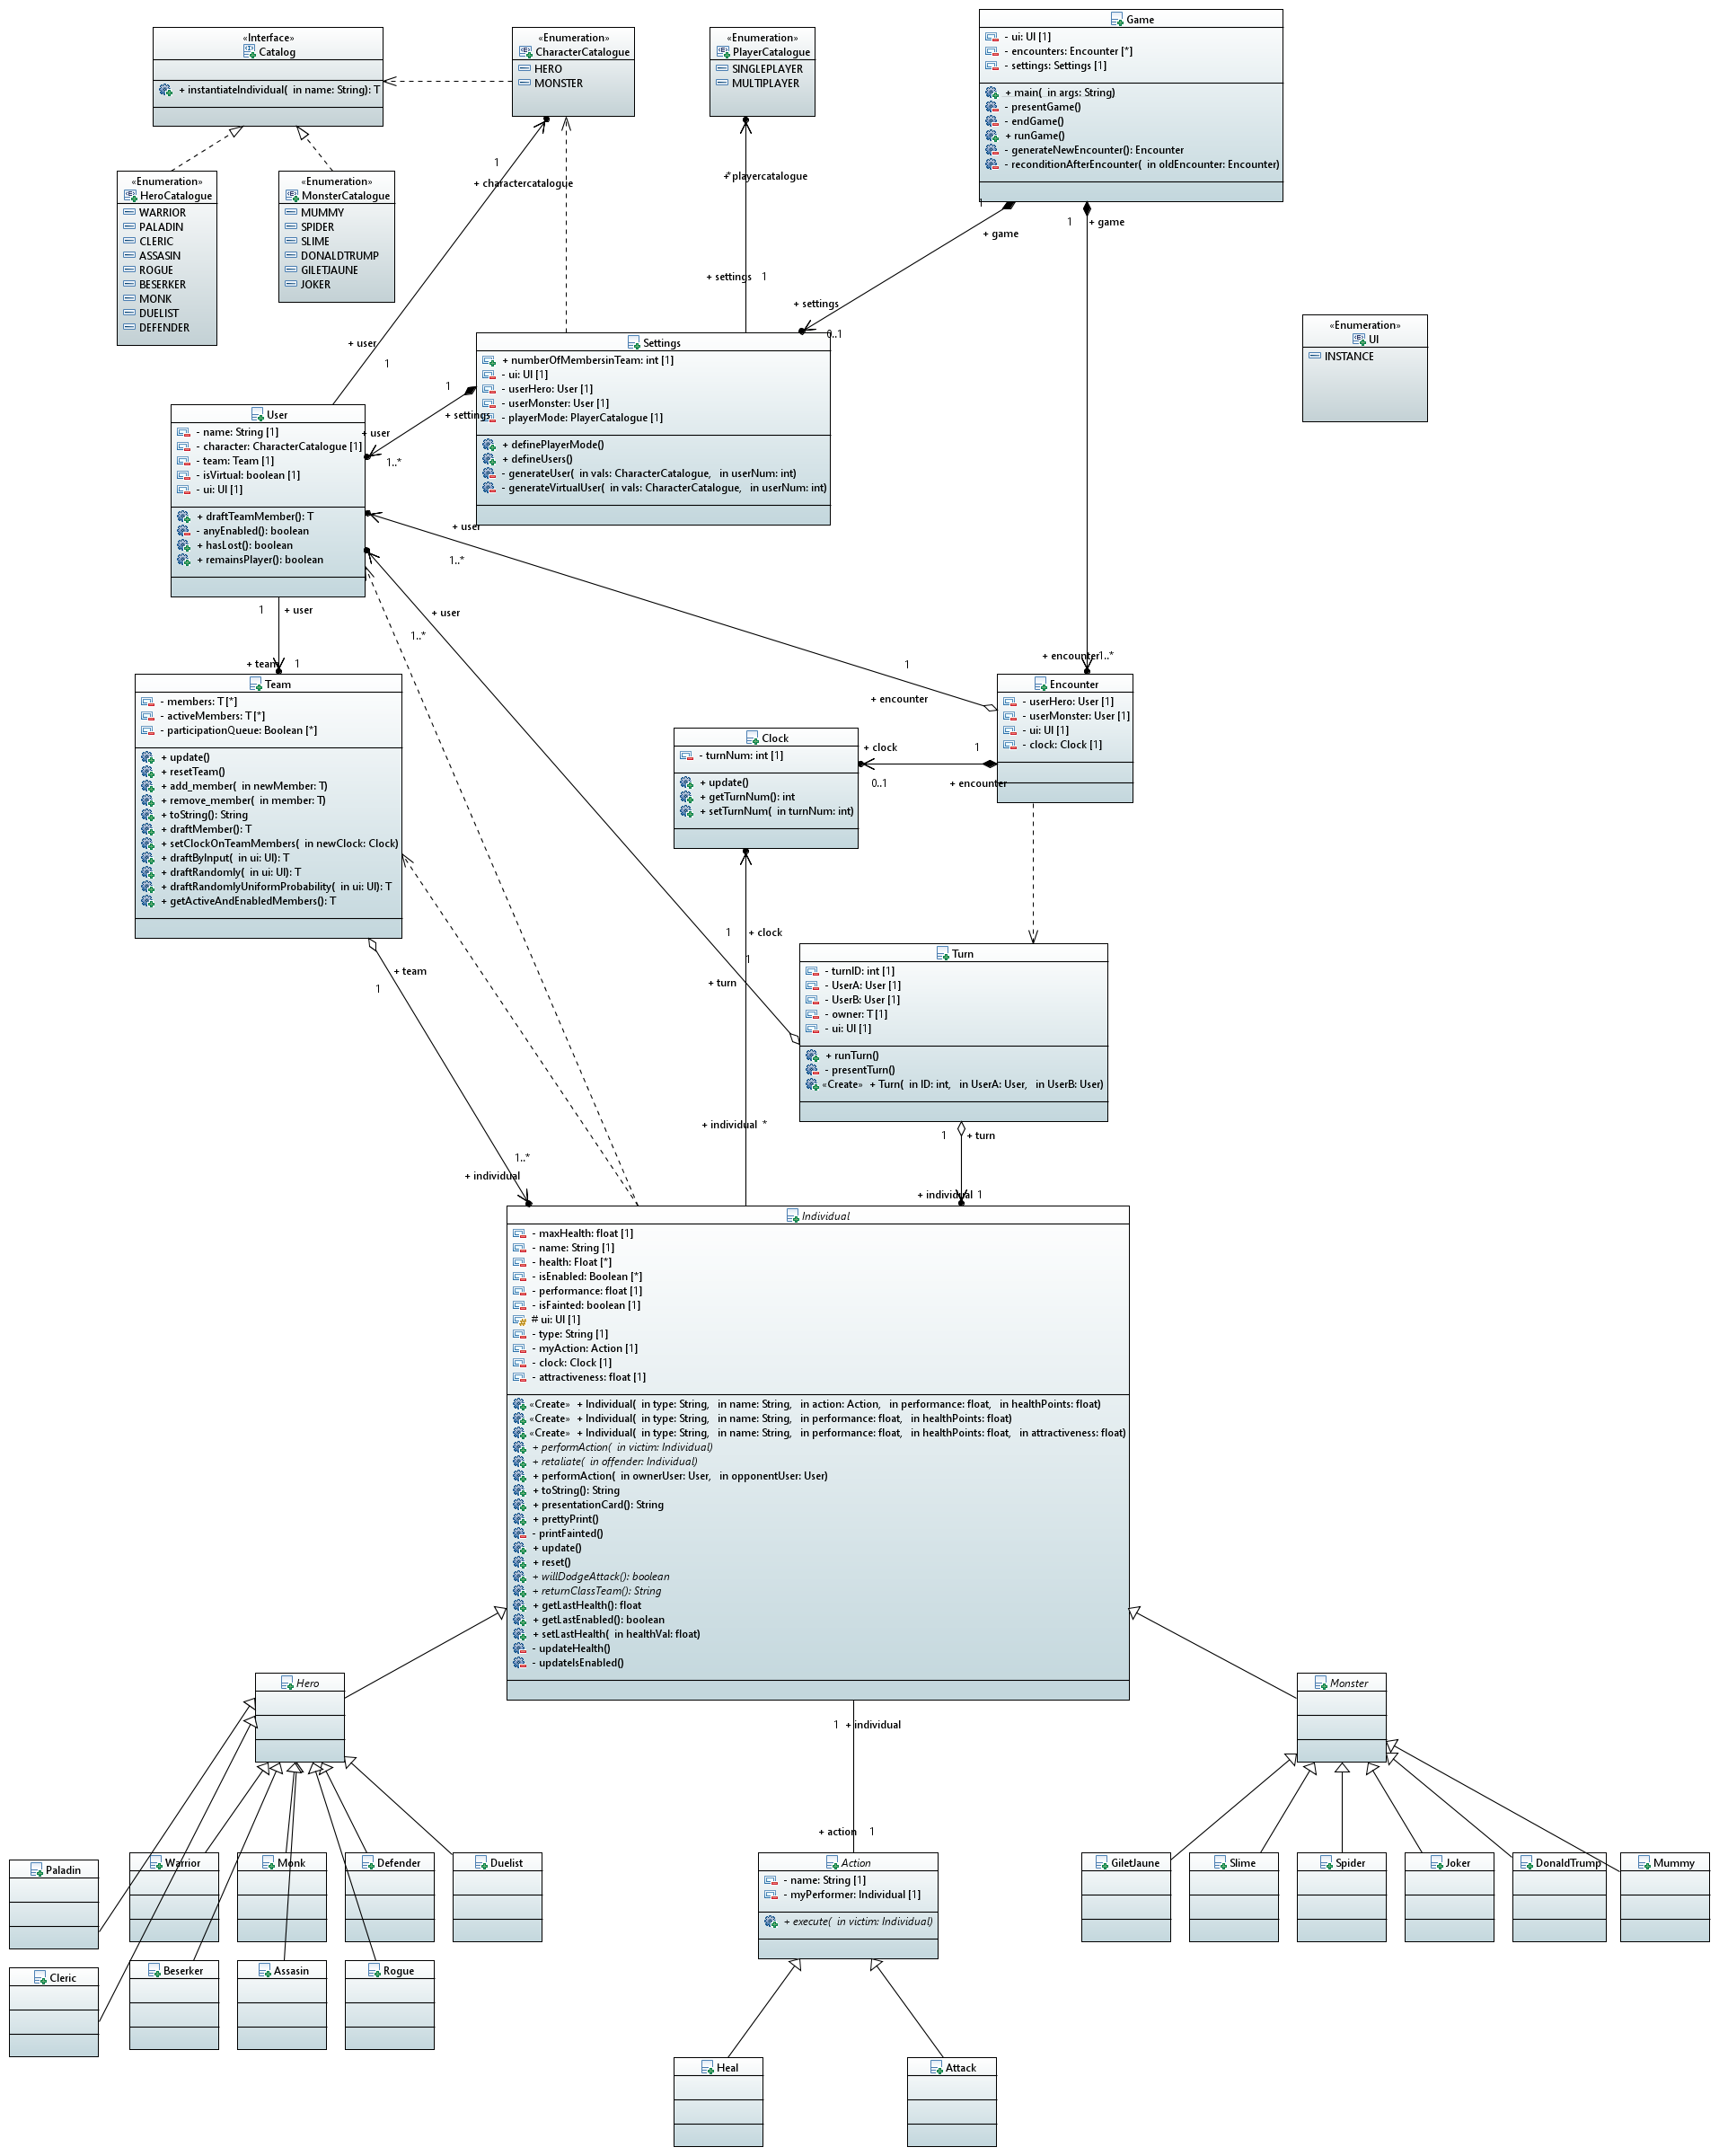 «Interface»
Catalog
+ instantiateIndividual( in name: String): T
«Enumeration»
CharacterCatalogue
HERO
MONSTER
«Enumeration»
PlayerCatalogue
SINGLEPLAYER
MULTIPLAYER
Game
- ui: UI [1]
- encounters: Encounter [*]
- settings: Settings [1]
+ main( in args: String)
- presentGame()
- endGame()
+ runGame()
- generateNewEncounter(): Encounter
- reconditionAfterEncounter( in oldEncounter: Encounter)
«Enumeration»
HeroCatalogue
WARRIOR
PALADIN
CLERIC
ASSASIN
ROGUE
BESERKER
MONK
DUELIST
DEFENDER
«Enumeration»
MonsterCatalogue
MUMMY
SPIDER
SLIME
DONALDTRUMP
GILETJAUNE
JOKER
1
+ charactercatalogue
* + playercatalogue
1
+ game
1 + game
+ settings 1
+ settings
0..1
+ user
1
«Enumeration»
UI
INSTANCE
Settings
+ numberOfMembersinTeam: int [1]
- ui: UI [1]
- userHero: User [1]
- userMonster: User [1]
- playerMode: PlayerCatalogue [1]
+ definePlayerMode()
+ defineUsers()
- generateUser( in vals: CharacterCatalogue, in userNum: int)
- generateVirtualUser( in vals: CharacterCatalogue, in userNum: int)
1
+ settings
+ user
1..*
User
- name: String [1]
- character: CharacterCatalogue [1]
- team: Team [1]
- isVirtual: boolean [1]
- ui: UI [1]
+ draftTeamMember(): T
- anyEnabled(): boolean
+ hasLost(): boolean
+ remainsPlayer(): boolean
+ user
1..*
+ user
1..*
1 + user
+ team 1
1
+ encounter
+ encounter 1..*
Team
- members: T [*]
- activeMembers: T [*]
- participationQueue: Boolean [*]
+ update()
+ resetTeam()
+ add_member( in newMember: T)
+ remove_member( in member: T)
+ toString(): String
+ draftMember(): T
+ setClockOnTeamMembers( in newClock: Clock)
+ draftByInput( in ui: UI): T
+ draftRandomly( in ui: UI): T
+ draftRandomlyUniformProbability( in ui: UI): T
+ getActiveAndEnabledMembers(): T
Encounter
- userHero: User [1]
- userMonster: User [1]
- ui: UI [1]
- clock: Clock [1]
+ clock
0..1
1
+ encounter
Clock
- turnNum: int [1]
+ update()
+ getTurnNum(): int
+ setTurnNum( in turnNum: int)
1 + clock
1
+ turn
+ team
1
Turn
- turnID: int [1]
- UserA: User [1]
- UserB: User [1]
- owner: T [1]
- ui: UI [1]
+ runTurn()
- presentTurn()
«Create» + Turn( in ID: int, in UserA: User, in UserB: User)
+ individual *
1 + turn
1..*
+ individual
+ individual 1
Individual
- maxHealth: float [1]
- name: String [1]
- health: Float [*]
- isEnabled: Boolean [*]
- performance: float [1]
- isFainted: boolean [1]
# ui: UI [1]
- type: String [1]
- myAction: Action [1]
- clock: Clock [1]
- attractiveness: float [1]
«Create» + Individual( in type: String, in name: String, in action: Action, in performance: float, in healthPoints: float)
«Create» + Individual( in type: String, in name: String, in performance: float, in healthPoints: float)
«Create» + Individual( in type: String, in name: String, in performance: float, in healthPoints: float, in attractiveness: float)
+ performAction( in victim: Individual)
+ retaliate( in offender: Individual)
+ performAction( in ownerUser: User, in opponentUser: User)
+ toString(): String
+ presentationCard(): String
+ prettyPrint()
- printFainted()
+ update()
+ reset()
+ willDodgeAttack(): boolean
+ returnClassTeam(): String
+ getLastHealth(): float
+ getLastEnabled(): boolean
+ setLastHealth( in healthVal: float)
- updateHealth()
- updateIsEnabled()
Hero
Monster
1 + individual
+ action 1
Paladin
Warrior
Monk
Defender
Duelist
Cleric
Beserker
Assasin
Rogue
Action
- name: String [1]
- myPerformer: Individual [1]
+ execute( in victim: Individual)
GiletJaune
Slime
Spider
Joker
DonaldTrump
Mummy
Heal
Attack